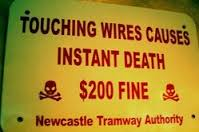 TOUCHING WIRES CAUSES
INSTANT DEATH
$200 FINE
Newcastle Tramway Authority